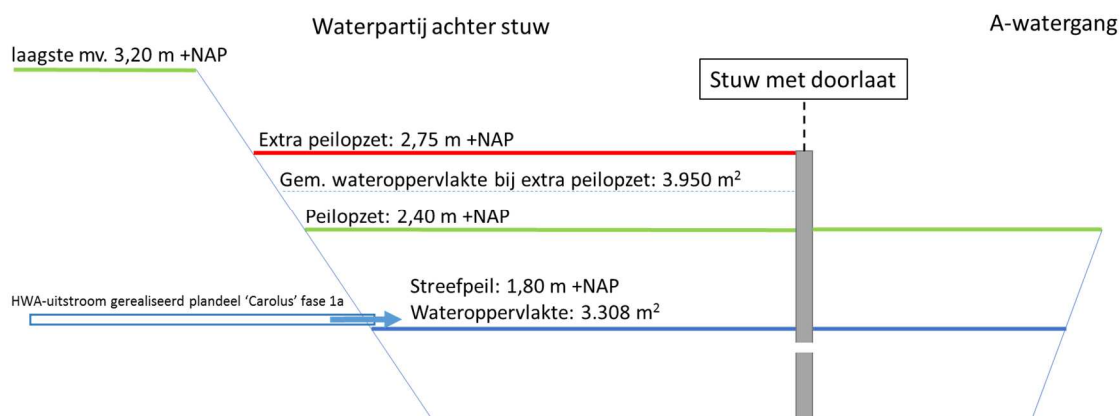 Waterpartij achter stuw
A-watergang
laagste mv. 3,20 m +NAP
Stuw met doorlaat
Extra peilopzet: 2,75 m +NAP
Gem. wateroppervlakte bij extra peilopzet: 3.950 m²
Peilopzet: 2,40 m +NAP
Streefpeil: 1,80 m +NAP
HWA-uitstroom gerealiseerd plandeel ‘Carolus’ fase 1a
Wateroppervlakte: 3.308 m²